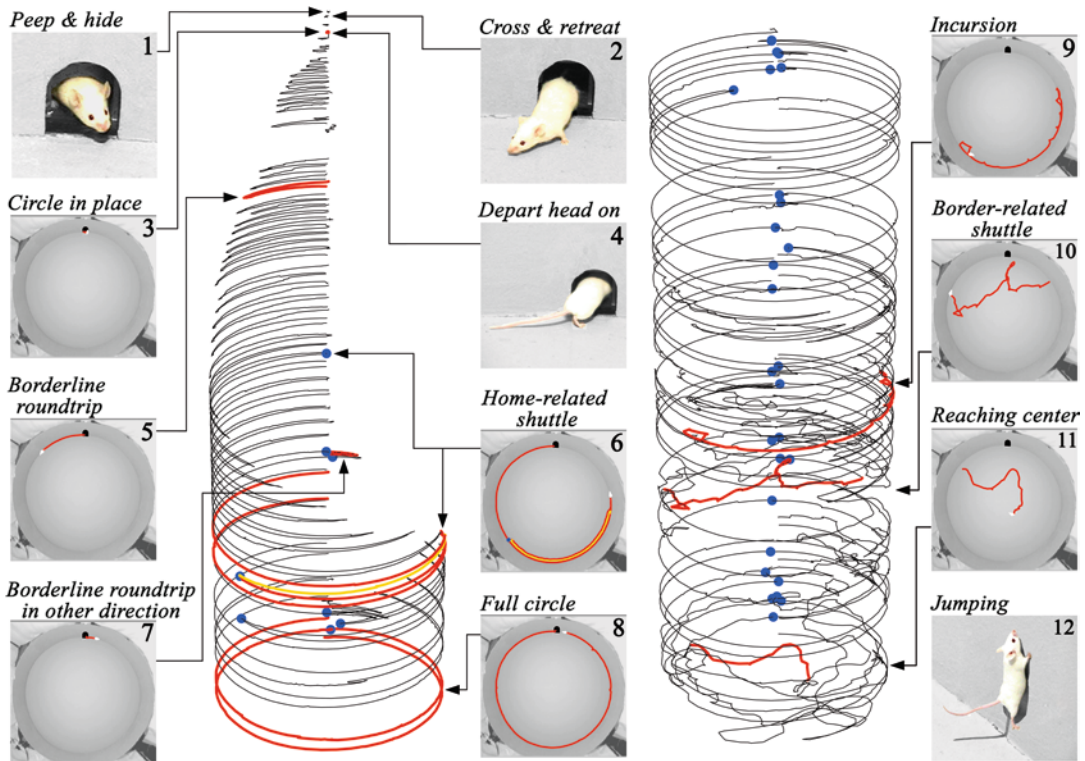 Peep & hide
1
Cross & retreat
2
Incursion
9
Circle in place
3
Depart head on
4
Border-related
shuttle
10
Borderline
roundtrip
5
Home-related
shuttle
6
Reaching center
11
Borderline roundtrip
in other direction
7
Full circle
8
Jumping
12